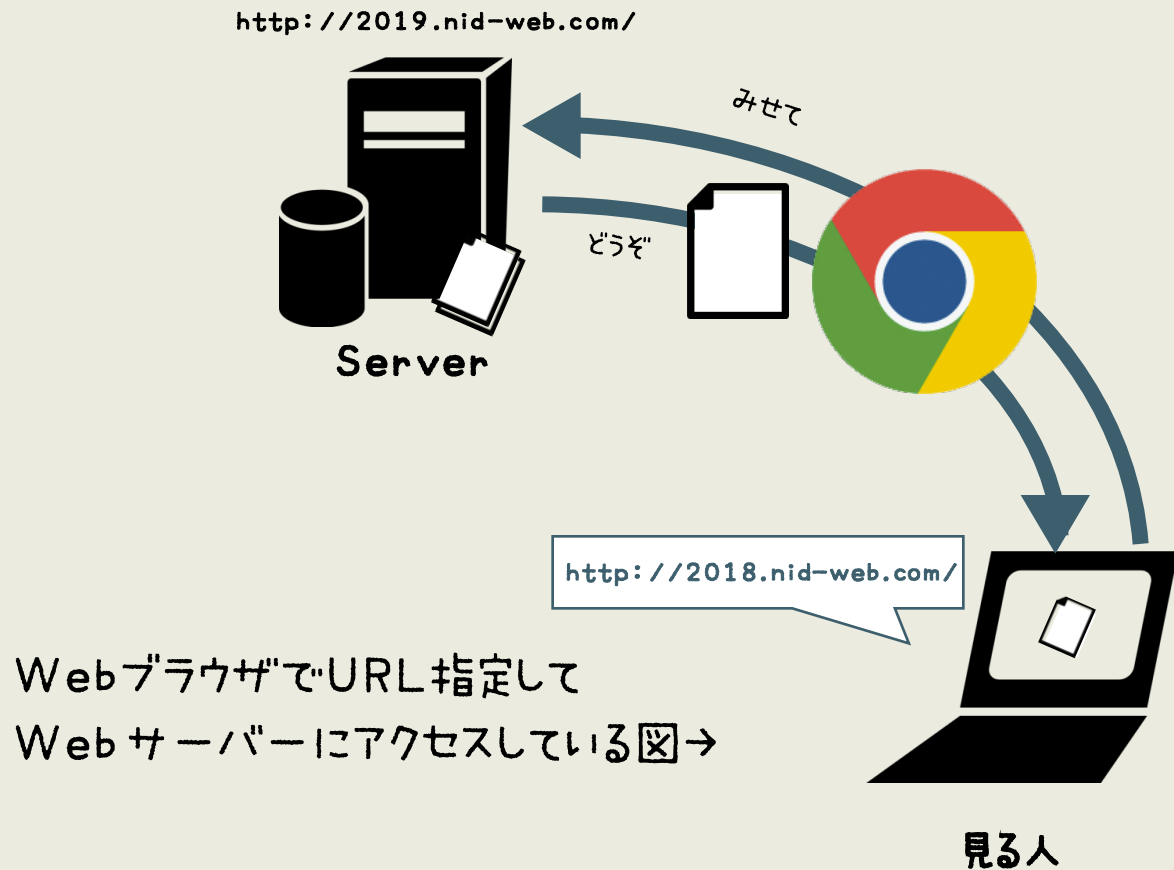 http://2019.nid-web.com/
みせて
どうぞ
Server
http://2018.nid-web.com/
WebブラウザでURL指定して
Webサーバーにアクセスしている図→
見る人